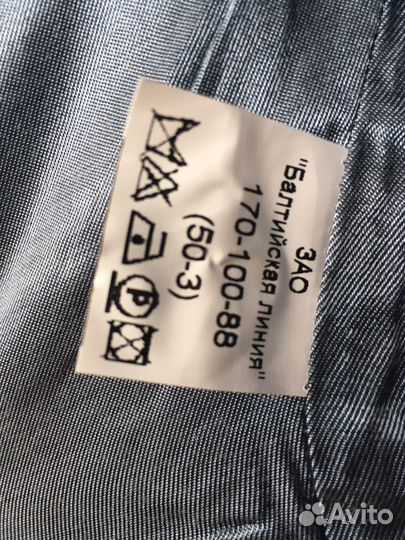 ЗАО
"Балтийская линия"
170-100-88
(50-3)
P
Avito